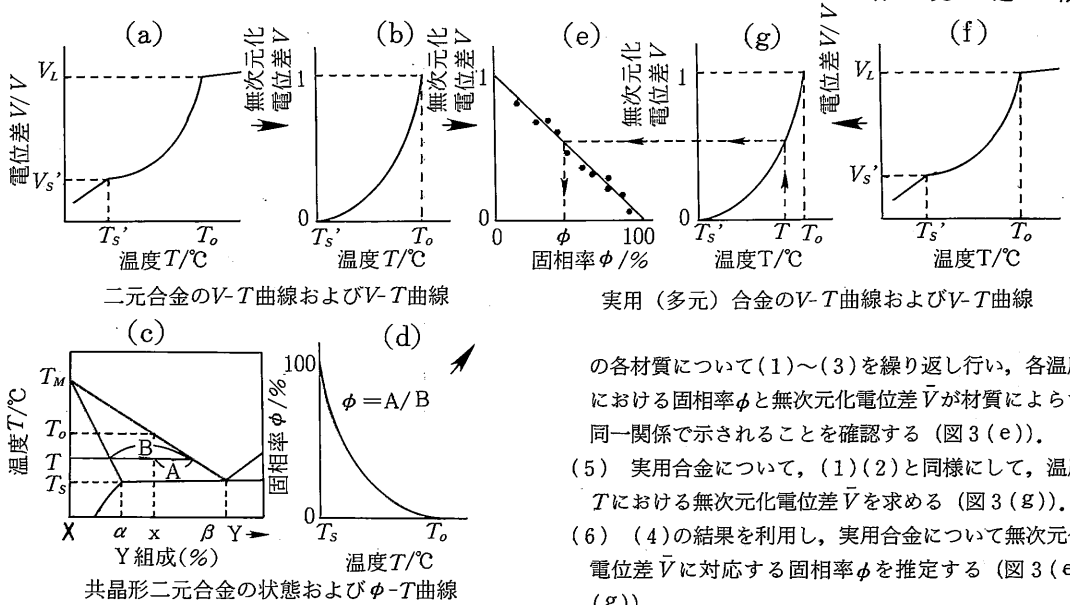 (a) (b) (e) (g) (f)
電位差V/V
V_L
V_S'
T_S' T_o
温度T/℃
無次元化
電位差V
1
0
T_S' T_o
温度T/℃
二元合金のV-T曲線およびV-T曲線
無次元化
電位差V
1
0
0 φ 100
固相率φ/%
無次元化
電位差V
1
0
T_S' T T_o
温度T/℃
電位差V/V
V_L
V_S'
T_S' T_o
温度T/℃
実用(多元)合金のV-T曲線およびV-T曲線
(c) (d)
温度T/℃
T_M
T_o
T
T_S
B
A
X α x β Y→
Y組成(%)
固相率φ/%
100
0
φ=A/B
T_S T_o
温度T/℃
共晶形二元合金の状態およびφ-T曲線
の各材質について(1)〜(3)を繰り返し行い,各温度
における固相率φと無次元化電位差V̄が材質によらず
同一関係で示されることを確認する(図3(e)).
(5) 実用合金について,(1)(2)と同様にして,温度
Tにおける無次元化電位差V̄を求める(図3(g)).
(6) (4)の結果を利用し,実用合金について無次元化
電位差V̄に対応する固相率φを推定する(図3(e)
(g))